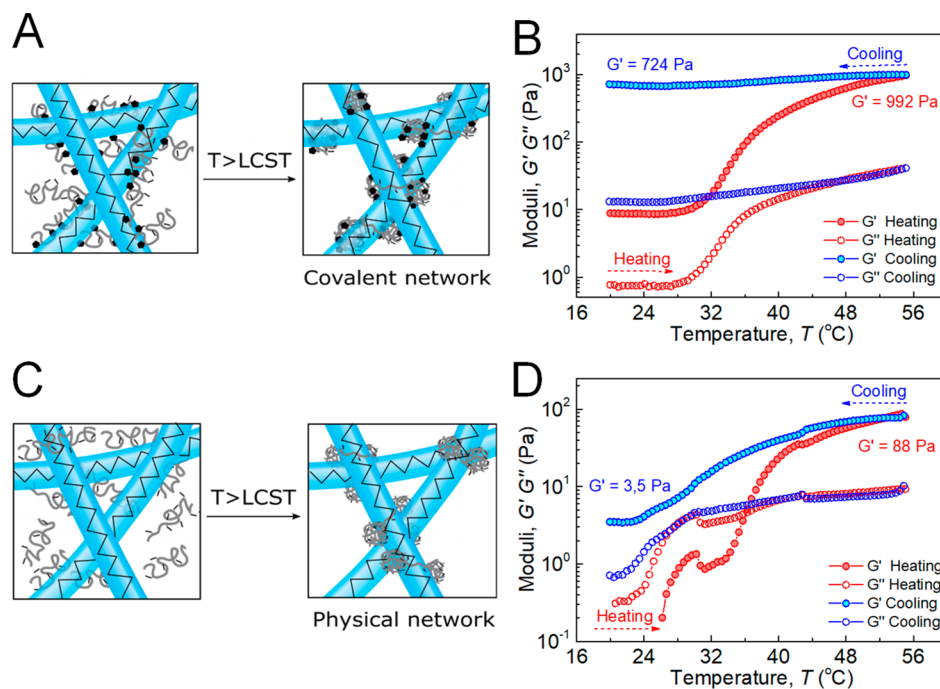 A
T>LCST
Covalent network
B
Moduli, G' G'' (Pa)
10³
10²
10¹
10⁰
G' = 724 Pa
Cooling
G' = 992 Pa
Heating
G' Heating
G'' Heating
G' Cooling
G'' Cooling
16 24 32 40 48 56
Temperature, T (°C)
C
T>LCST
Physical network
D
Moduli, G' G'' (Pa)
10²
10¹
10⁰
10⁻¹
Cooling
G' = 88 Pa
G' = 3,5 Pa
Heating
G' Heating
G'' Heating
G' Cooling
G'' Cooling
16 24 32 40 48 56
Temperature, T (°C)